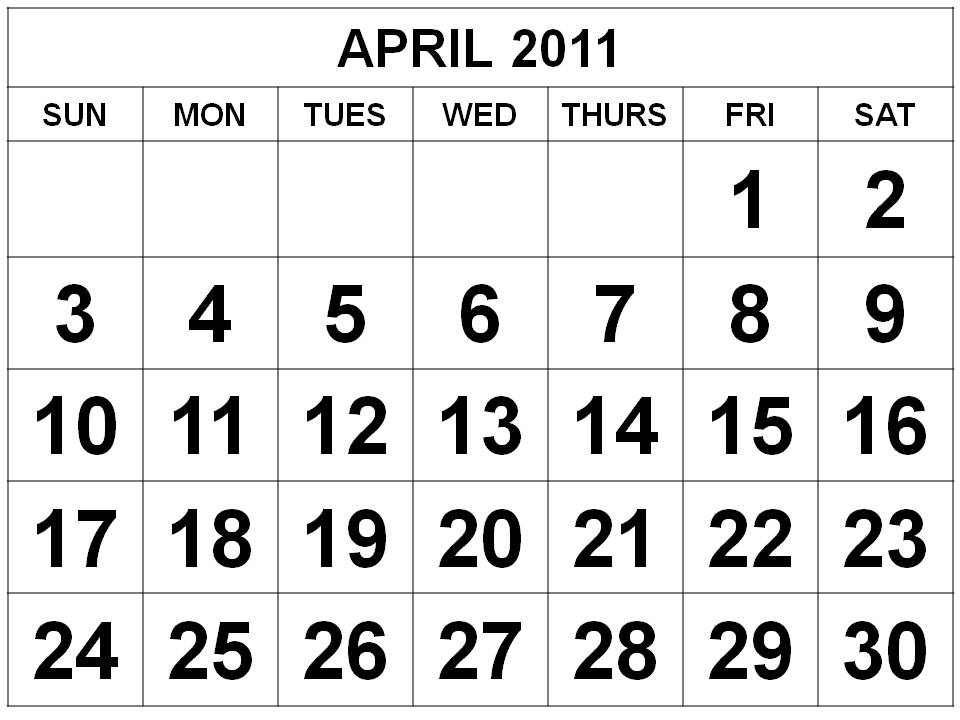 APRIL 2011
SUN MON TUES WED THURS FRI SAT
1 2
3 4 5 6 7 8 9
10 11 12 13 14 15 16
17 18 19 20 21 22 23
24 25 26 27 28 29 30